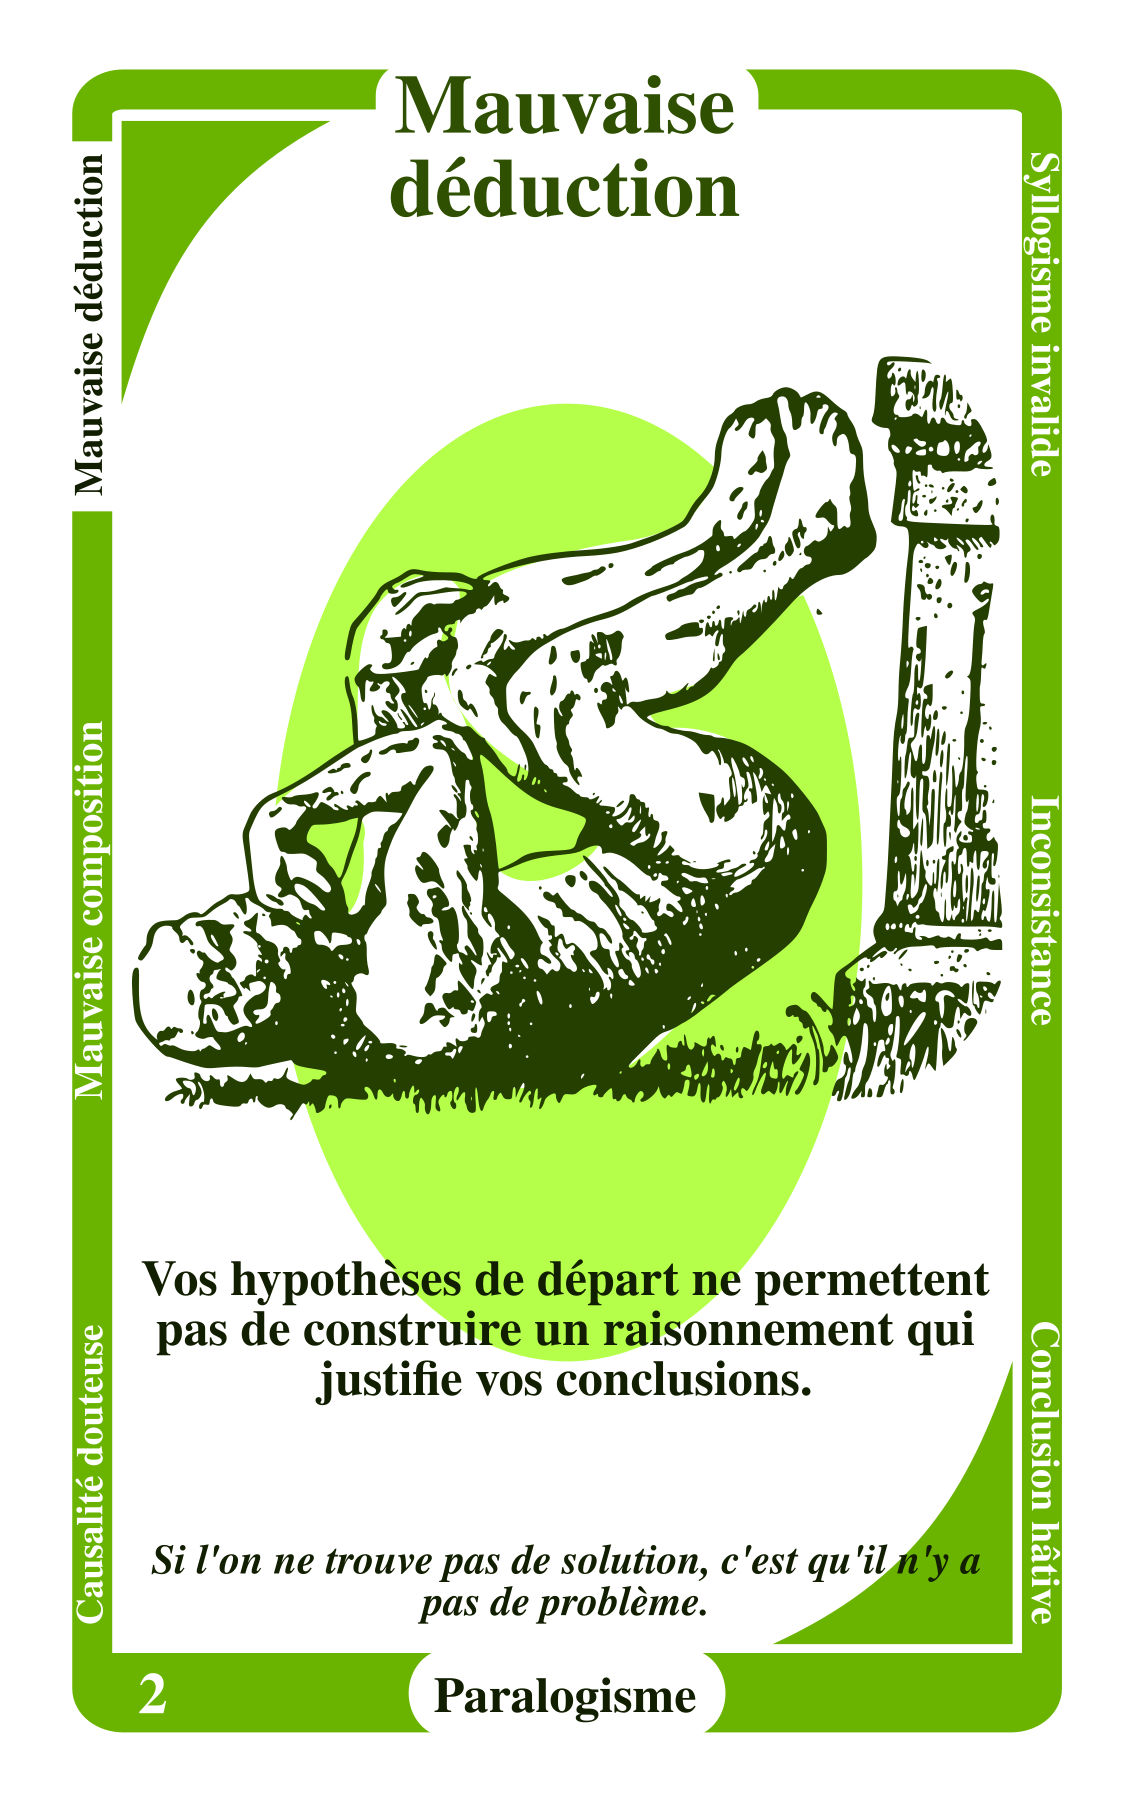 Mauvaise
déduction
Mauvaise déduction
Mauvaise composition
Causalité douteuse
Syllogisme invalide
Inconsistance
Conclusion hâtive
Vos hypothèses de départ ne permettent
pas de construire un raisonnement qui
justifie vos conclusions.
Si l'on ne trouve pas de solution, c'est qu'il n'y a
pas de problème.
2
Paralogisme